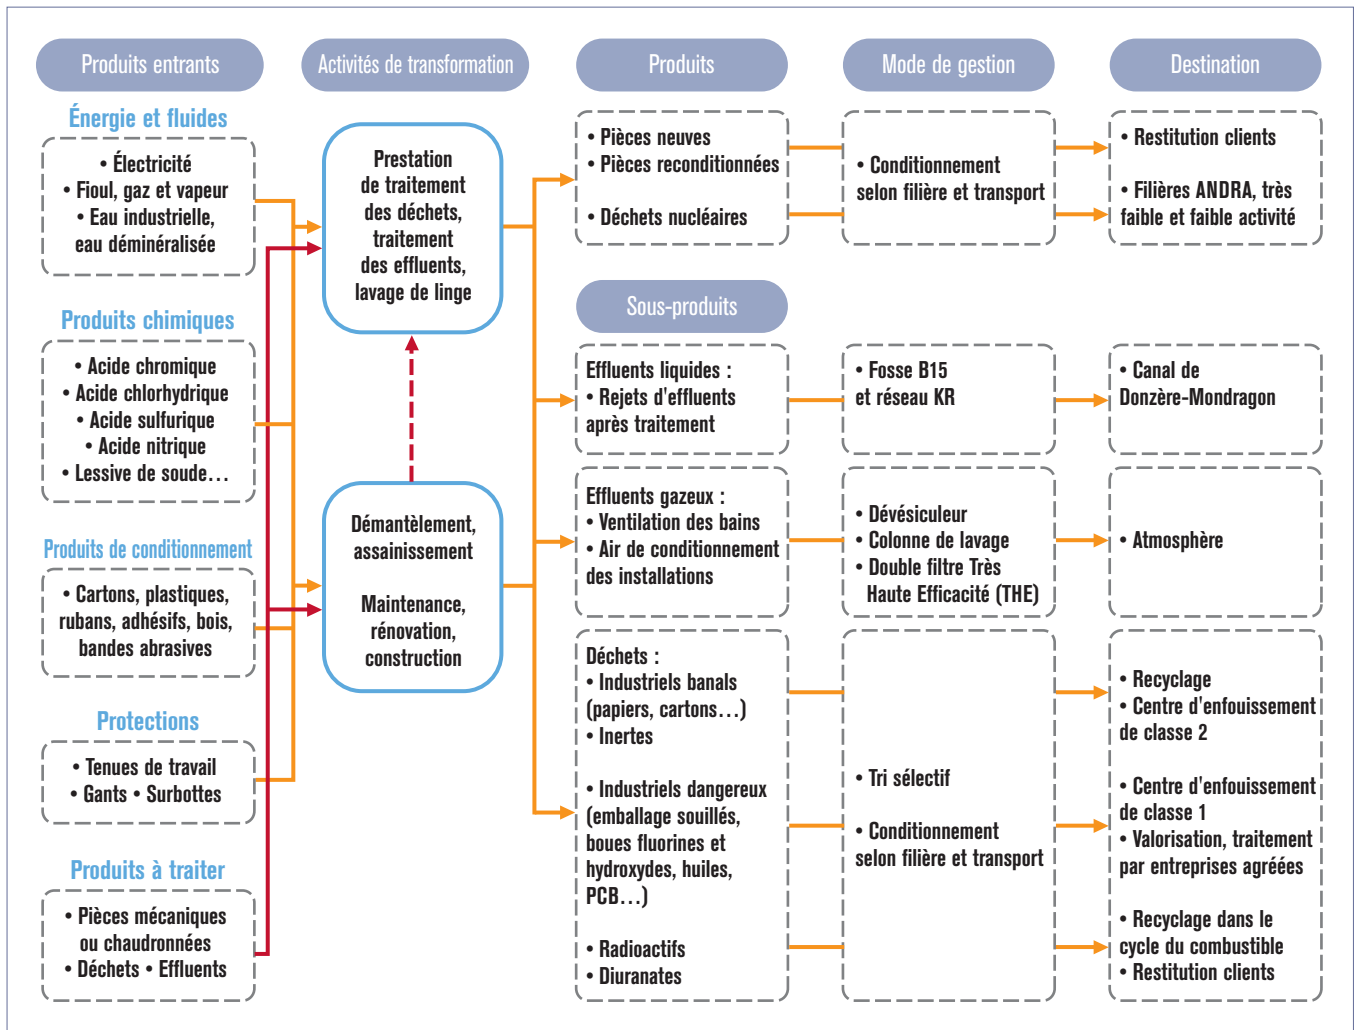 Produits entrants
Activités de transformation
Produits
Mode de gestion
Destination
Énergie et fluides
• Électricité
• Fioul, gaz et vapeur
• Eau industrielle,
eau déminéralisée
Produits chimiques
• Acide chromique
• Acide chlorhydrique
• Acide sulfurique
• Acide nitrique
• Lessive de soude…
Produits de conditionnement
• Cartons, plastiques,
rubans, adhésifs, bois,
bandes abrasives
Protections
• Tenues de travail
• Gants • Surbottes
Produits à traiter
• Pièces mécaniques
ou chaudronnées
• Déchets • Effluents
Prestation
de traitement
des déchets,
traitement
des effluents,
lavage de linge
Démantèlement,
assainissement
Maintenance,
rénovation,
construction
• Pièces neuves
• Pièces reconditionnées
• Déchets nucléaires
• Conditionnement
selon filière et transport
• Restitution clients
• Filières ANDRA, très
faible et faible activité
Sous-produits
Effluents liquides :
• Rejets d'effluents
après traitement
• Fosse B15
et réseau KR
• Canal de
Donzère-Mondragon
Effluents gazeux :
• Ventilation des bains
• Air de conditionnement
des installations
• Dévésiculeur
• Colonne de lavage
• Double filtre Très
Haute Efficacité (THE)
• Atmosphère
Déchets :
• Industriels banals
(papiers, cartons…)
• Inertes
• Industriels dangereux
(emballage souillés,
boues fluorines et
hydroxydes, huiles,
PCB…)
• Radioactifs
• Diuranates
• Tri sélectif
• Conditionnement
selon filière et transport
• Recyclage
• Centre d'enfouissement
de classe 2
• Centre d'enfouissement
de classe 1
• Valorisation, traitement
par entreprises agréées
• Recyclage dans le
cycle du combustible
• Restitution clients